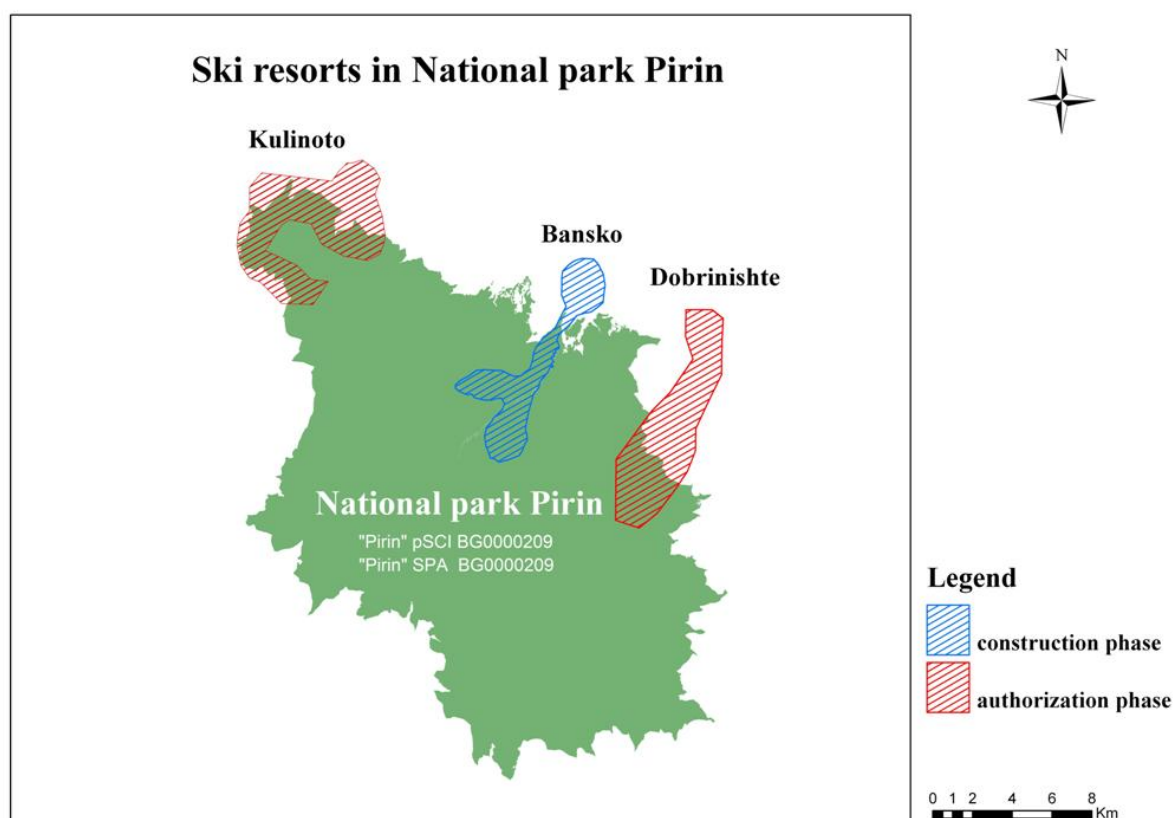 Ski resorts in National park Pirin
N
Kulinoto
Bansko
Dobrinishte
National park Pirin
"Pirin" pSCI BG0000209
"Pirin" SPA BG0000209
Legend
construction phase
authorization phase
0 1 2 4 6 8
Km